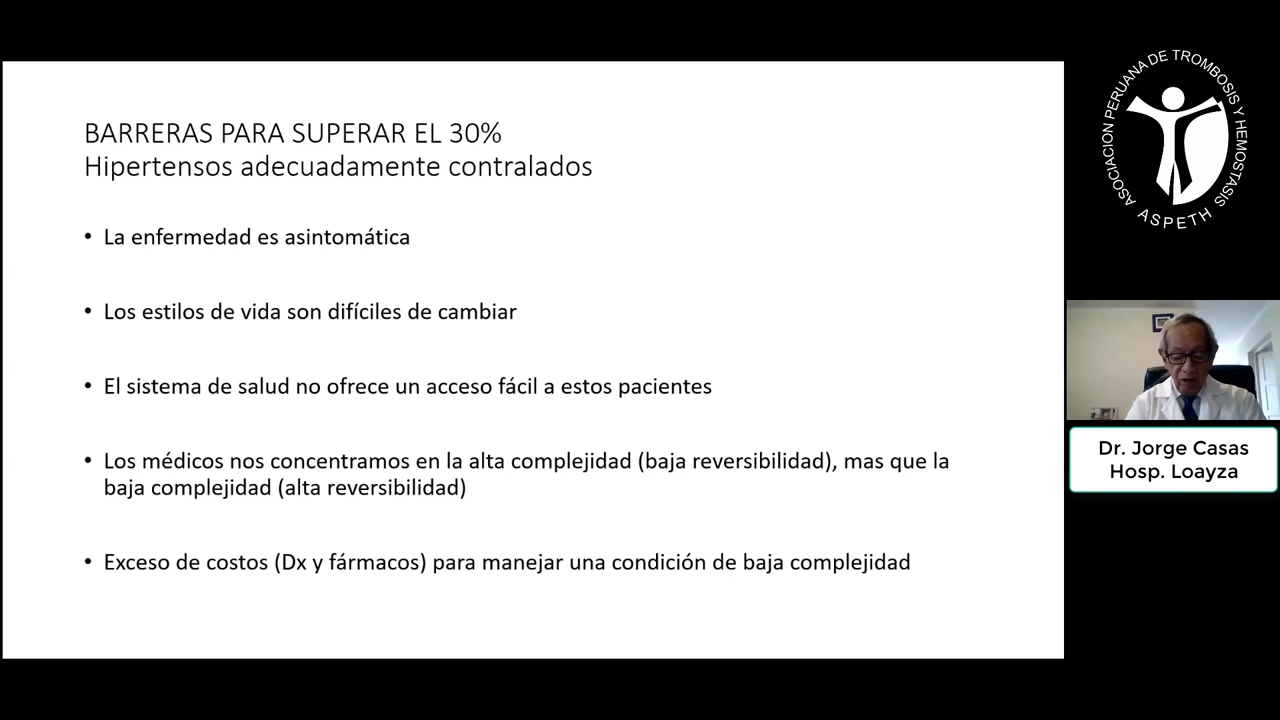 BARRERAS PARA SUPERAR EL 30%
Hipertensos adecuadamente contralados
• La enfermedad es asintomática
• Los estilos de vida son difíciles de cambiar
• El sistema de salud no ofrece un acceso fácil a estos pacientes
• Los médicos nos concentramos en la alta complejidad (baja reversibilidad), mas que la
baja complejidad (alta reversibilidad)
• Exceso de costos (Dx y fármacos) para manejar una condición de baja complejidad
ASOCIACION PERUANA DE TROMBOSIS Y HEMOSTASIS
ASPETH
Dr. Jorge Casas
Hosp. Loayza